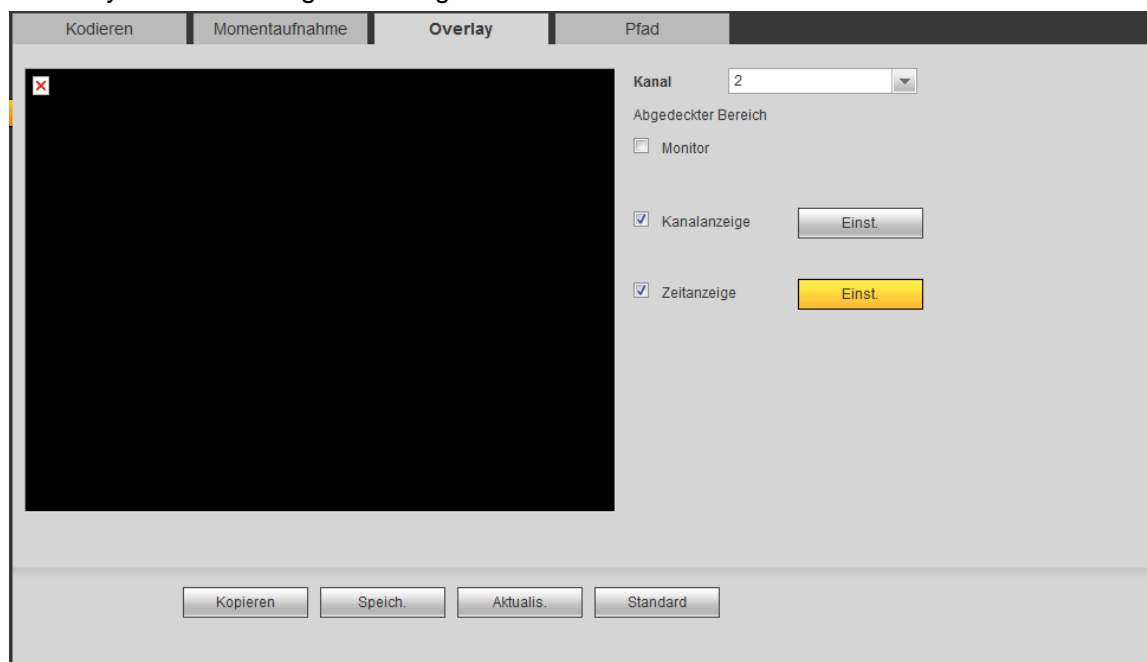 Kodieren Momentaufnahme Overlay Pfad
Kanal 2
Abgedeckter Bereich
Monitor
Kanalanzeige Einst.
Zeitanzeige Einst.
Kopieren Speich. Aktualis. Standard